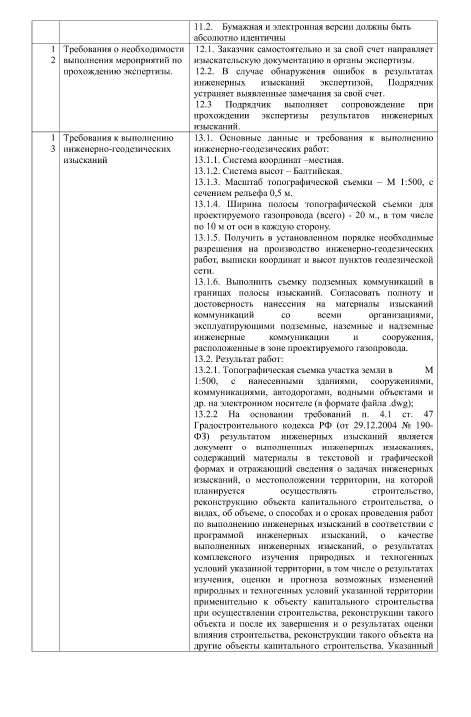 11.2. Бумажная и электронная версии должны быть
абсолютно идентичны
1
2
Требования о необходимости
выполнения мероприятий по
прохождению экспертизы.
12.1. Заказчик самостоятельно и за свой счет направляет
изыскательскую документацию в органы экспертизы.
12.2. В случае обнаружения ошибок в результатах
инженерных изысканий экспертизой, Подрядчик
устраняет выявленные замечания за свой счет.
12.3 Подрядчик выполняет сопровождение при
прохождении экспертизы результатов инженерных
изысканий.
1
3
Требования к выполнению
инженерно-геодезических
изысканий
13.1. Основные данные и требования к выполнению
инженерно-геодезических работ:
13.1.1. Система координат –местная.
13.1.2. Система высот – Балтийская.
13.1.3. Масштаб топографической съемки – М 1:500, с
сечением рельефа 0,5 м.
13.1.4. Ширина полосы топографической съемки для
проектируемого газопровода (всего) - 20 м., в том числе
по 10 м от оси в каждую сторону.
13.1.5. Получить в установленном порядке необходимые
разрешения на производство инженерно-геодезических
работ, выписки координат и высот пунктов геодезической
сети.
13.1.6. Выполнить съемку подземных коммуникаций в
границах полосы изысканий. Согласовать полноту и
достоверность нанесения на материалы изысканий
коммуникаций со всеми организациями,
эксплуатирующими подземные, наземные и надземные
инженерные коммуникации и сооружения,
расположенные в зоне проектируемого газопровода.
13.2. Результат работ:
13.2.1. Топографическая съемка участка земли в М
1:500, с нанесенными зданиями, сооружениями,
коммуникациями, автодорогами, водными объектами и
др. на электронном носителе (в формате файла .dwg);
13.2.2 На основании требований п. 4.1 ст. 47
Градостроительного кодекса РФ (от 29.12.2004 № 190-
ФЗ) результатом инженерных изысканий является
документ о выполненных инженерных изысканиях,
содержащий материалы в текстовой и графической
формах и отражающий сведения о задачах инженерных
изысканий, о местоположении территории, на которой
планируется осуществлять строительство,
реконструкцию объекта капитального строительства, о
видах, об объеме, о способах и о сроках проведения работ
по выполнению инженерных изысканий в соответствии с
программой инженерных изысканий, о качестве
выполненных инженерных изысканий, о результатах
комплексного изучения природных и техногенных
условий указанной территории, в том числе о результатах
изучения, оценки и прогноза возможных изменений
природных и техногенных условий указанной территории
применительно к объекту капитального строительства
при осуществлении строительства, реконструкции такого
объекта и после их завершения и о результатах оценки
влияния строительства, реконструкции такого объекта на
другие объекты капитального строительства. Указанный